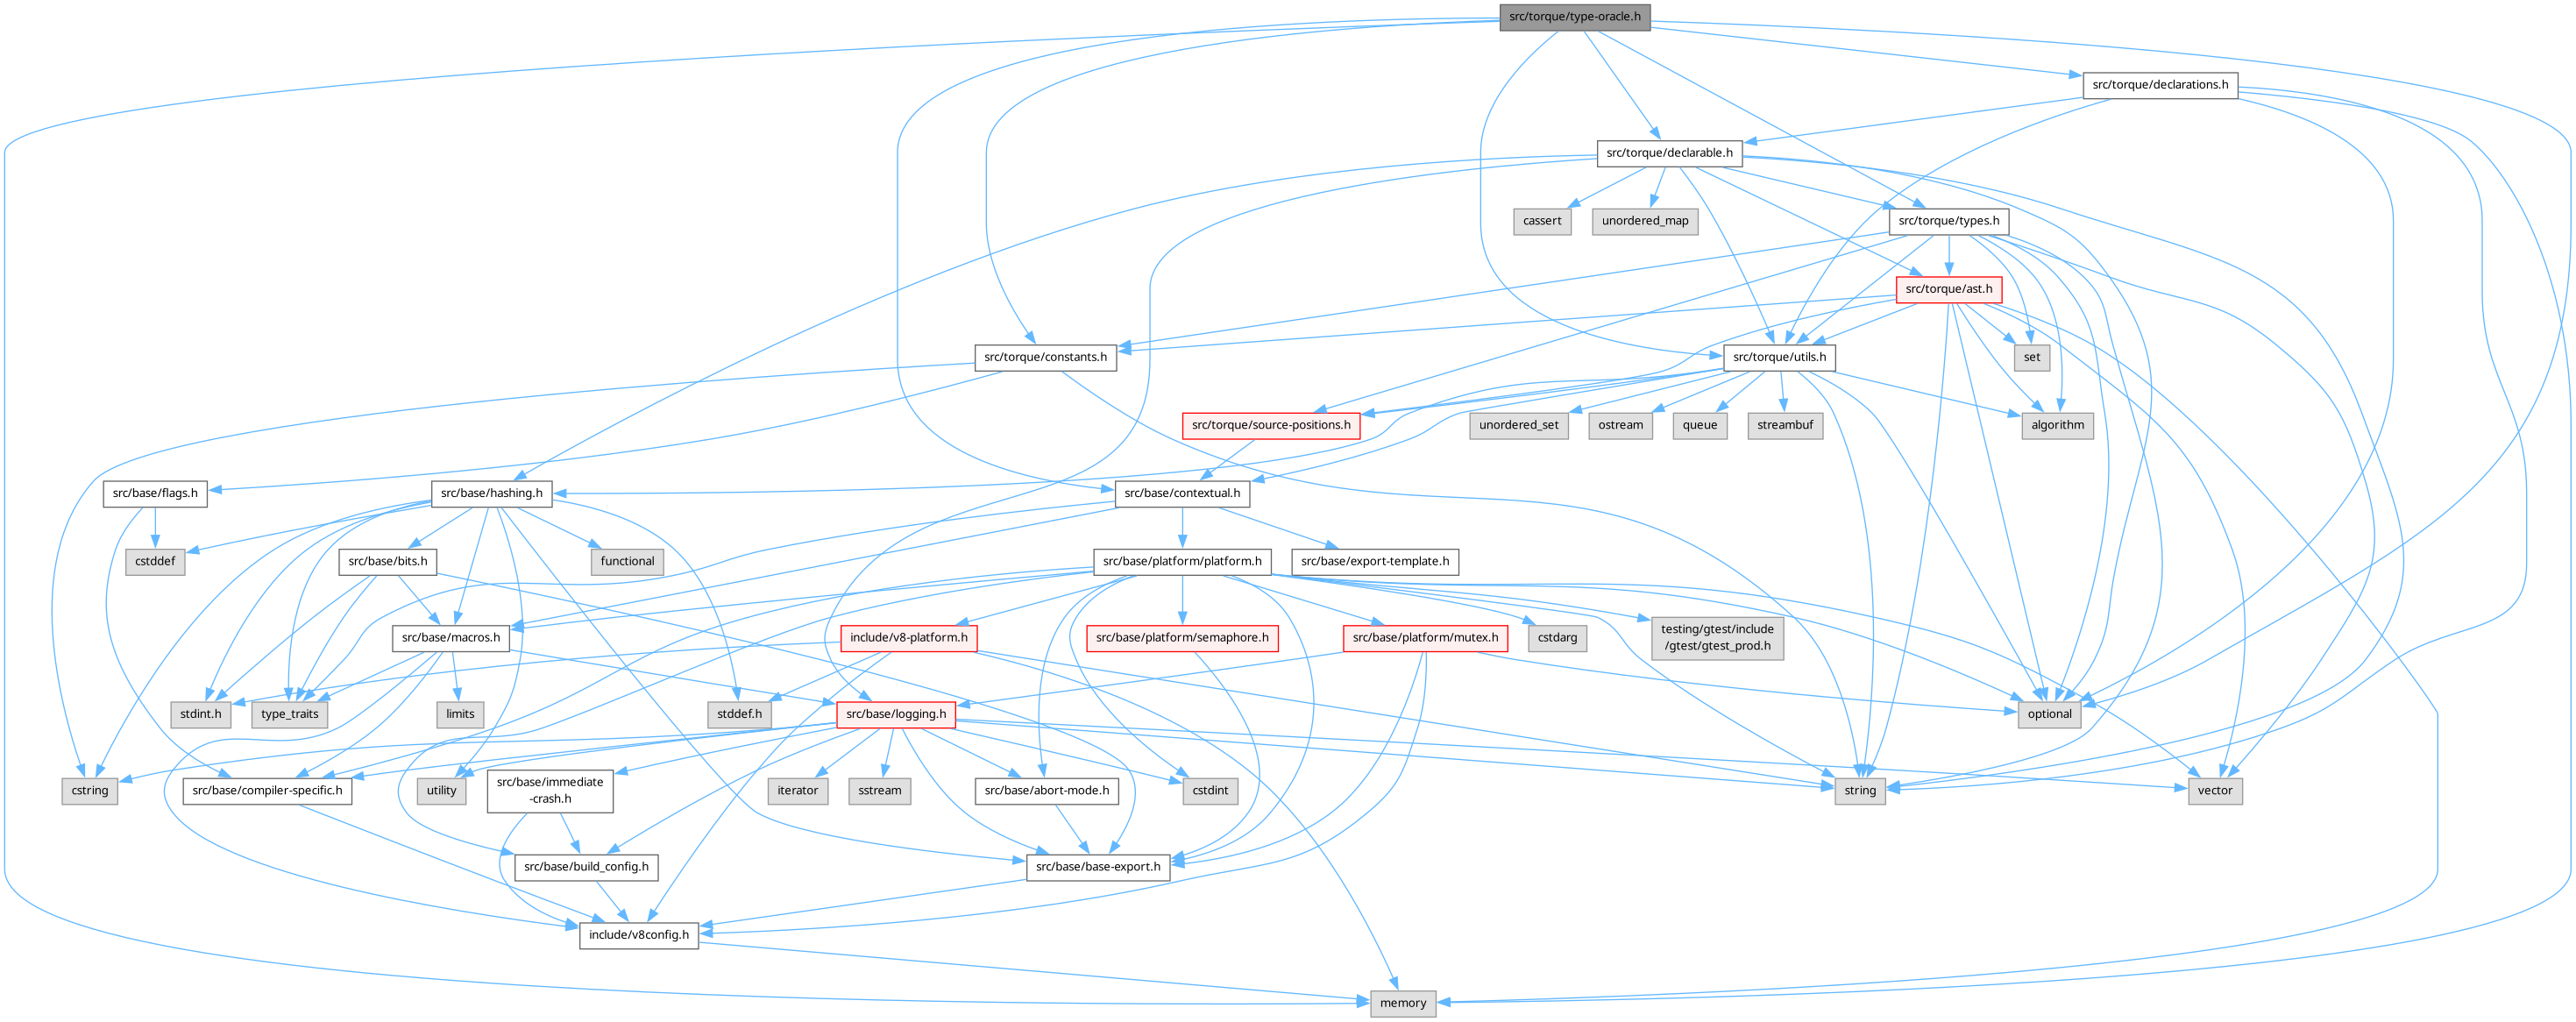 src/torque/type-oracle.h
src/torque/declarations.h
src/torque/declarable.h
cassert
unordered_map
src/torque/types.h
src/torque/ast.h
src/torque/constants.h
src/torque/utils.h
set
src/torque/source-positions.h
unordered_set
ostream
queue
streambuf
algorithm
src/base/flags.h
src/base/hashing.h
src/base/contextual.h
cstddef
src/base/bits.h
functional
src/base/platform/platform.h
src/base/export-template.h
src/base/macros.h
include/v8-platform.h
src/base/platform/semaphore.h
src/base/platform/mutex.h
cstdarg
testing/gtest/include
/gtest/gtest_prod.h
stdint.h
type_traits
limits
stddef.h
src/base/logging.h
optional
cstring
src/base/compiler-specific.h
utility
src/base/immediate
-crash.h
iterator
sstream
src/base/abort-mode.h
cstdint
string
vector
src/base/build_config.h
src/base/base-export.h
include/v8config.h
memory